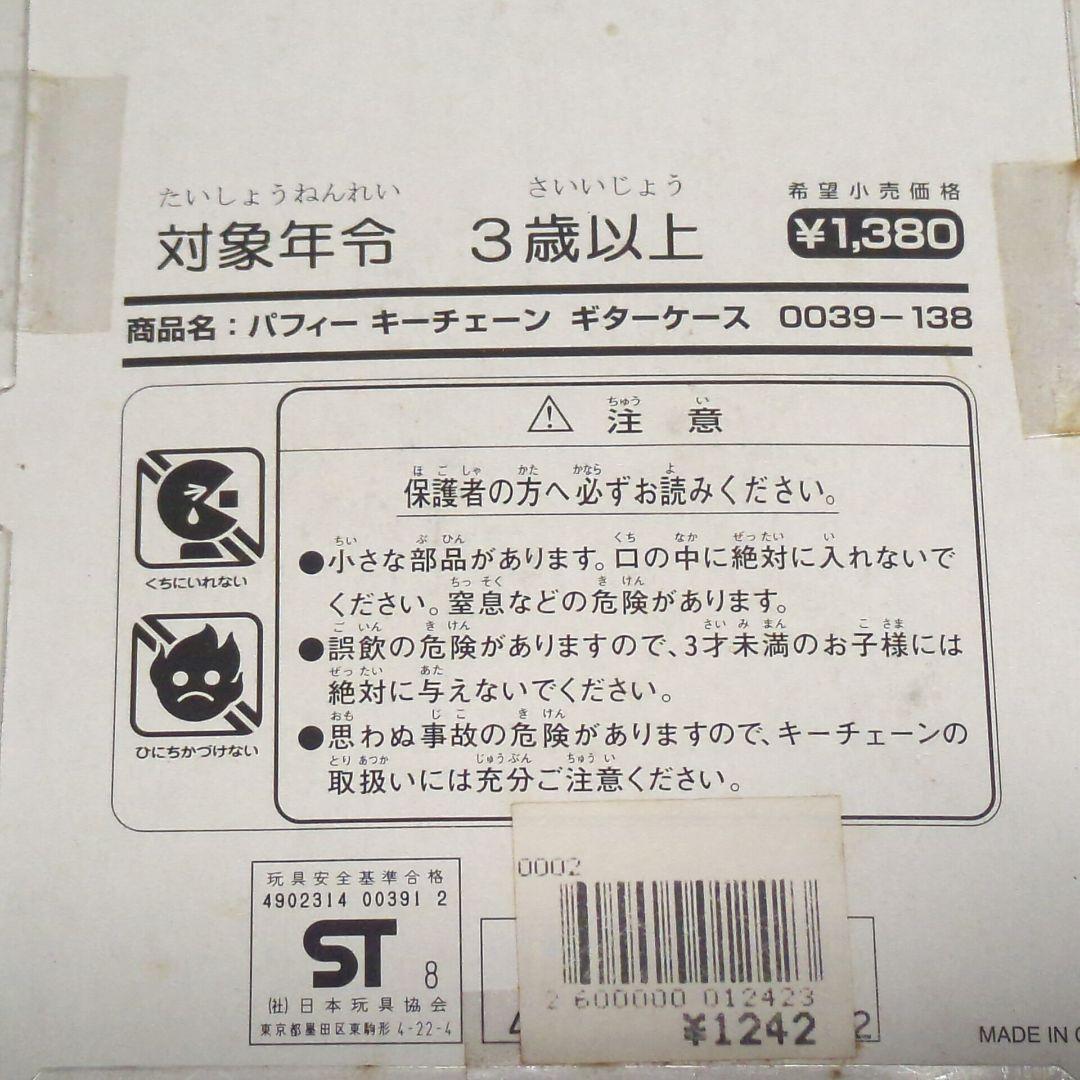 たいしょうねんれい さいいじょう 希望小売価格
対象年令 3歳以上 ¥1,380
商品名：パフィー キーチェーン ギターケース 0039-138
ちゅう い
⚠ 注意
ほ ご しゃ かた かなら よ
保護者の方へ必ずお読みください。
ちい ぶ ひん くち なか ぜったい い
●小さな部品があります。口の中に絶対に入れないで
ちっ そく き けん
ください。窒息などの危険があります。
ご いん き けん さい み まん こ さま
●誤飲の危険がありますので、3才未満のお子様には
ぜっ たい あた
絶対に与えないでください。
おも じ こ き けん
●思わぬ事故の危険がありますので、キーチェーンの
とり あつか じゅうぶん ちゅう い
取扱いには充分ご注意ください。
くちにいれない
ひにちかづけない
玩具安全基準合格
4902314 00391 2
ST 8
(社)日本玩具協会
東京都墨田区東駒形 4-22-4
0002
2 600000 012423
¥1242
4 2
MADE IN